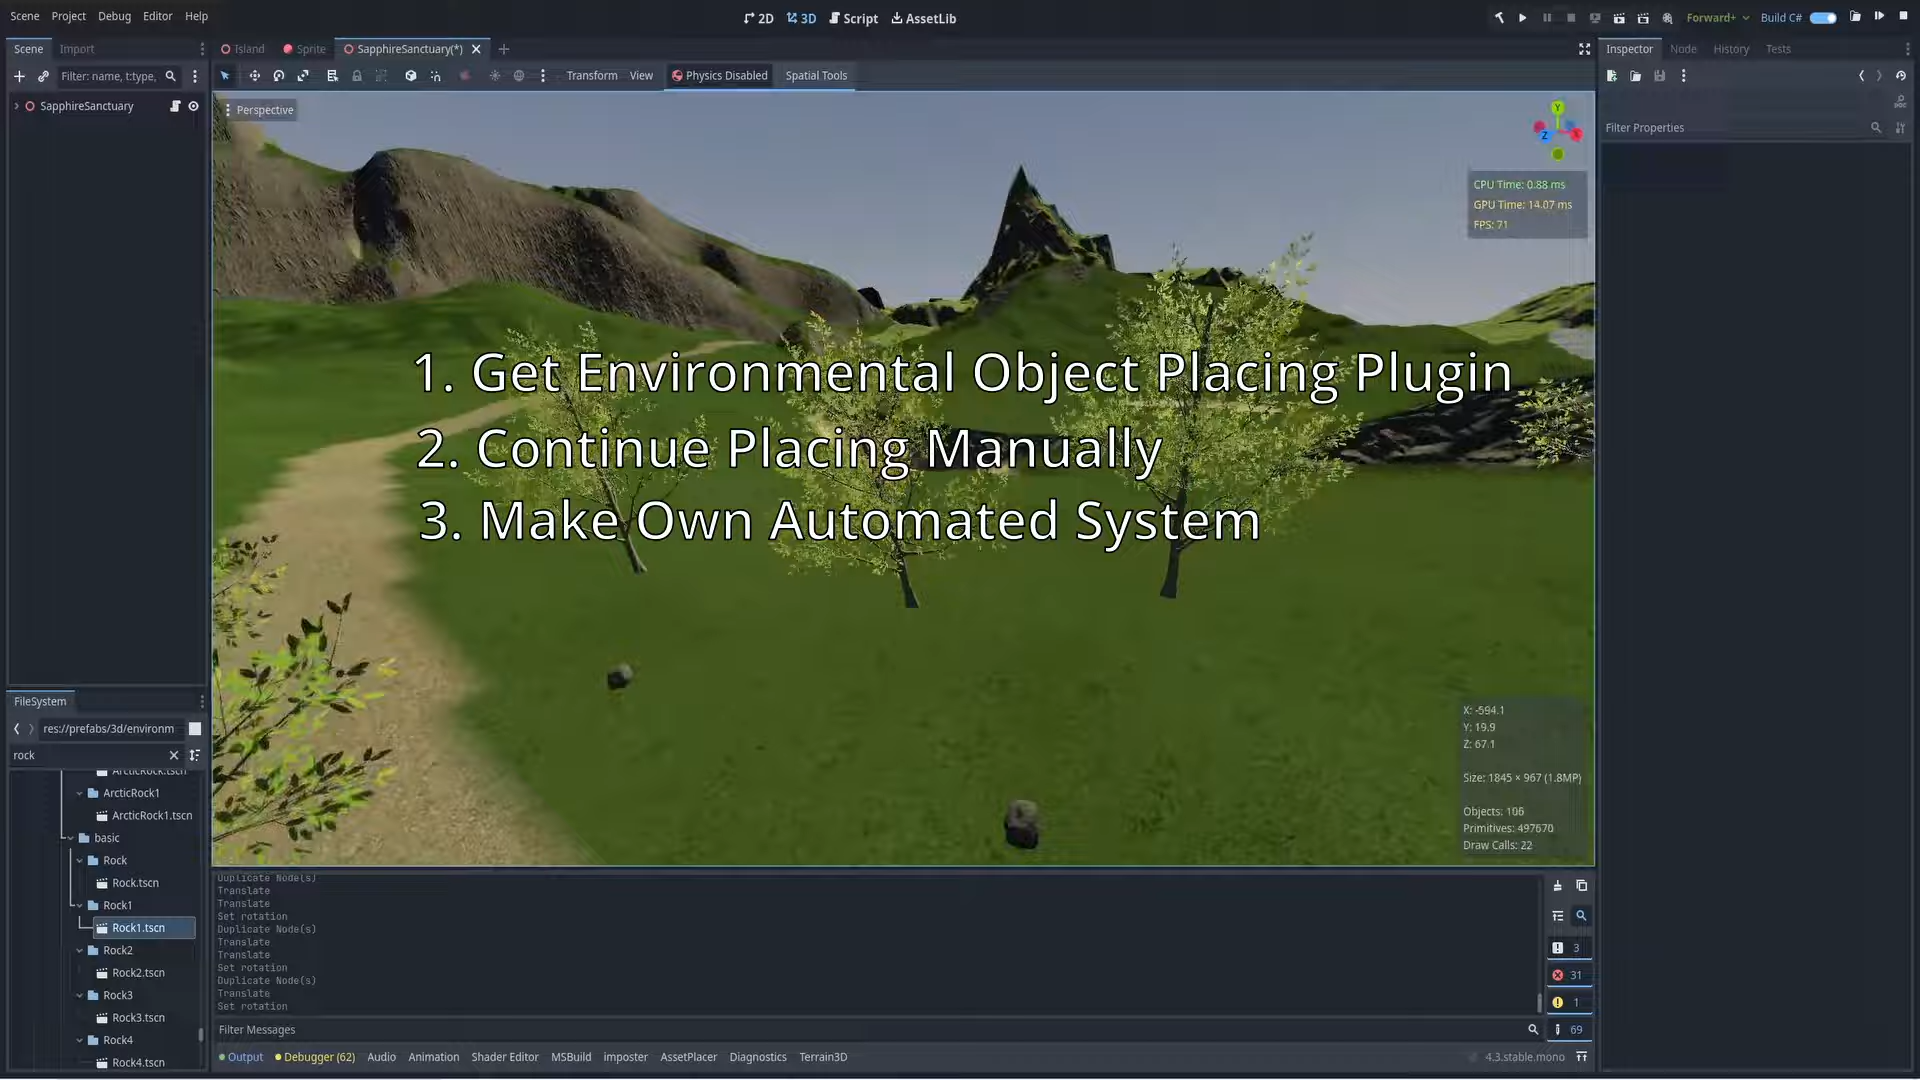 Scene Project Debug Editor Help
2D 3D Script AssetLib
Forward+ Build C#
Scene Import
Island Sprite SapphireSanctuary(*)
Inspector Node History Tests
Filter: name, t:type,
Transform View Physics Disabled Spatial Tools
SapphireSanctuary
Perspective
Y
Z X
Filter Properties
CPU Time: 0.88 ms
GPU Time: 14.07 ms
FPS: 71
1. Get Environmental Object Placing Plugin
2. Continue Placing Manually
3. Make Own Automated System
FileSystem
res://prefabs/3d/environm
rock
ArcticRock.tscn
ArcticRock1
ArcticRock1.tscn
basic
Rock
Rock.tscn
Rock1
Rock1.tscn
Rock2
Rock2.tscn
Rock3
Rock3.tscn
Rock4
Rock4.tscn
X: -594.1
Y: 19.9
Z: 67.1
Size: 1845 × 967 (1.8MP)
Objects: 106
Primitives: 497670
Draw Calls: 22
Duplicate Node(s)
Translate
Translate
Set rotation
Duplicate Node(s)
Translate
Translate
Set rotation
Duplicate Node(s)
Translate
Set rotation
3
31
1
69
Filter Messages
Output Debugger (62) Audio Animation Shader Editor MSBuild imposter AssetPlacer Diagnostics Terrain3D
4.3.stable.mono